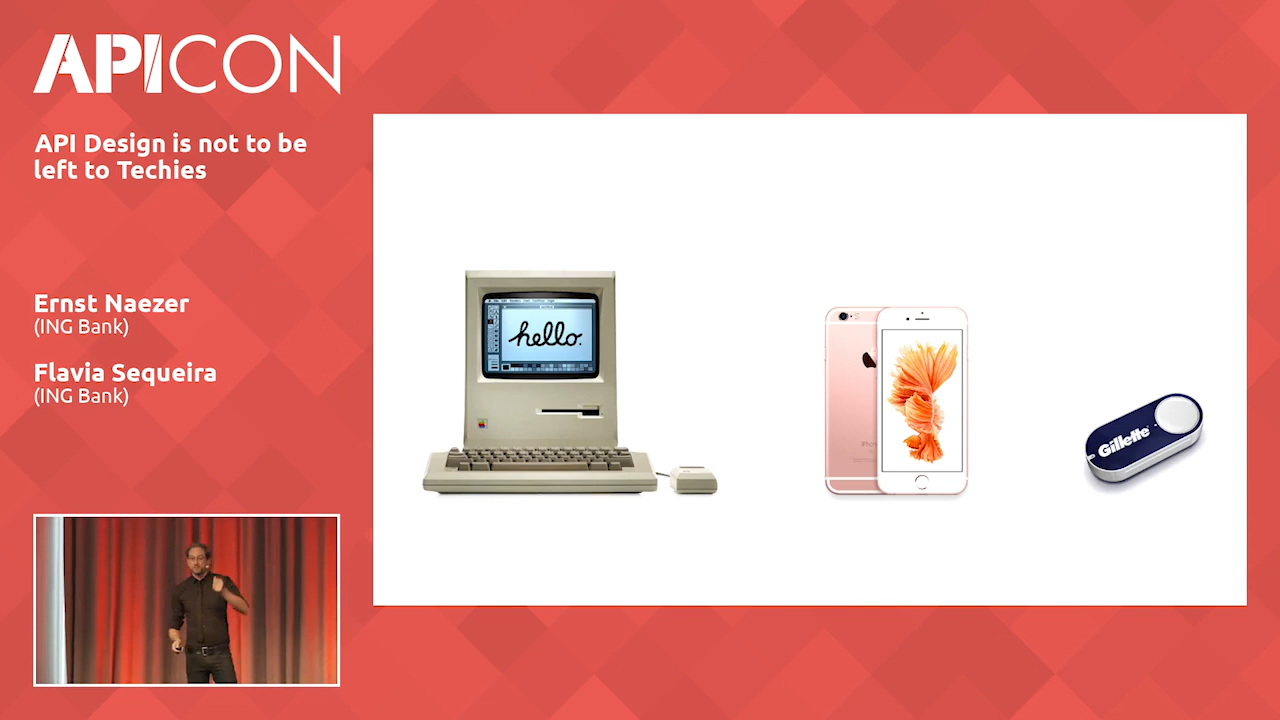 APICON
API Design is not to be
left to Techies
Ernst Naezer
(ING Bank)
Flavia Sequeira
(ING Bank)
hello.
Gillette